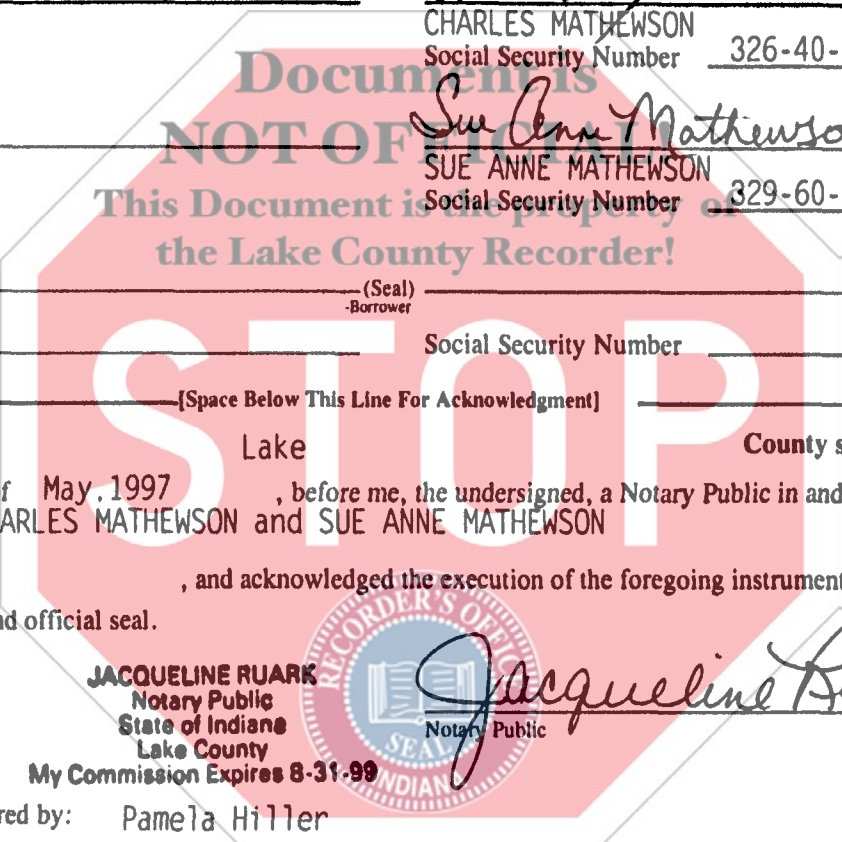 CHARLES MATHEWSON
Social Security Number 326-40-
Document is
Sue Anne Mathewso
NOT OFFICIAL!
SUE ANNE MATHEWSON
Social Security Number 329-60-
This Document is the property of
the Lake County Recorder!
(Seal)
-Borrower
Social Security Number
STOP
[Space Below This Line For Acknowledgment]
Lake County s
f May,1997 , before me, the undersigned, a Notary Public in and
ARLES MATHEWSON and SUE ANNE MATHEWSON
, and acknowledged the execution of the foregoing instrument
nd official seal.
RECORDER'S OFFIC
SEAL
INDIANA
JACQUELINE RUARK
Notary Public
State of Indiana
Lake County
My Commission Expires 8-31-99
Jacqueline R
Notary Public
red by: Pamela Hiller